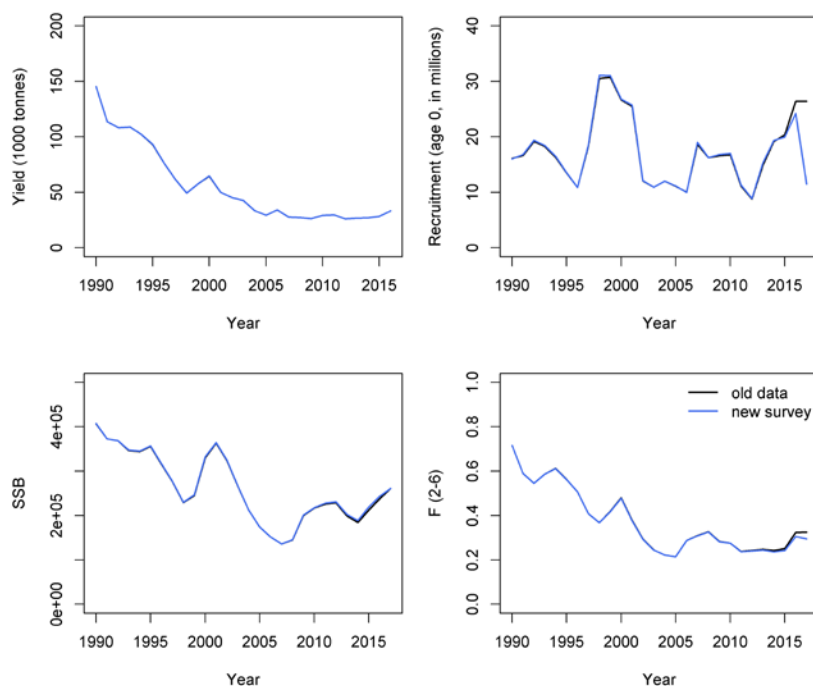 Yield (1000 tonnes)
200
150
100
50
0
1990 1995 2000 2005 2010 2015
Year
Recruitment (age 0, in millions)
40
30
20
10
0
1990 1995 2000 2005 2010 2015
Year
SSB
4e+05
2e+05
0e+00
1990 1995 2000 2005 2010 2015
Year
F (2-6)
1.0
0.8
0.6
0.4
0.2
0.0
old data
new survey
1990 1995 2000 2005 2010 2015
Year